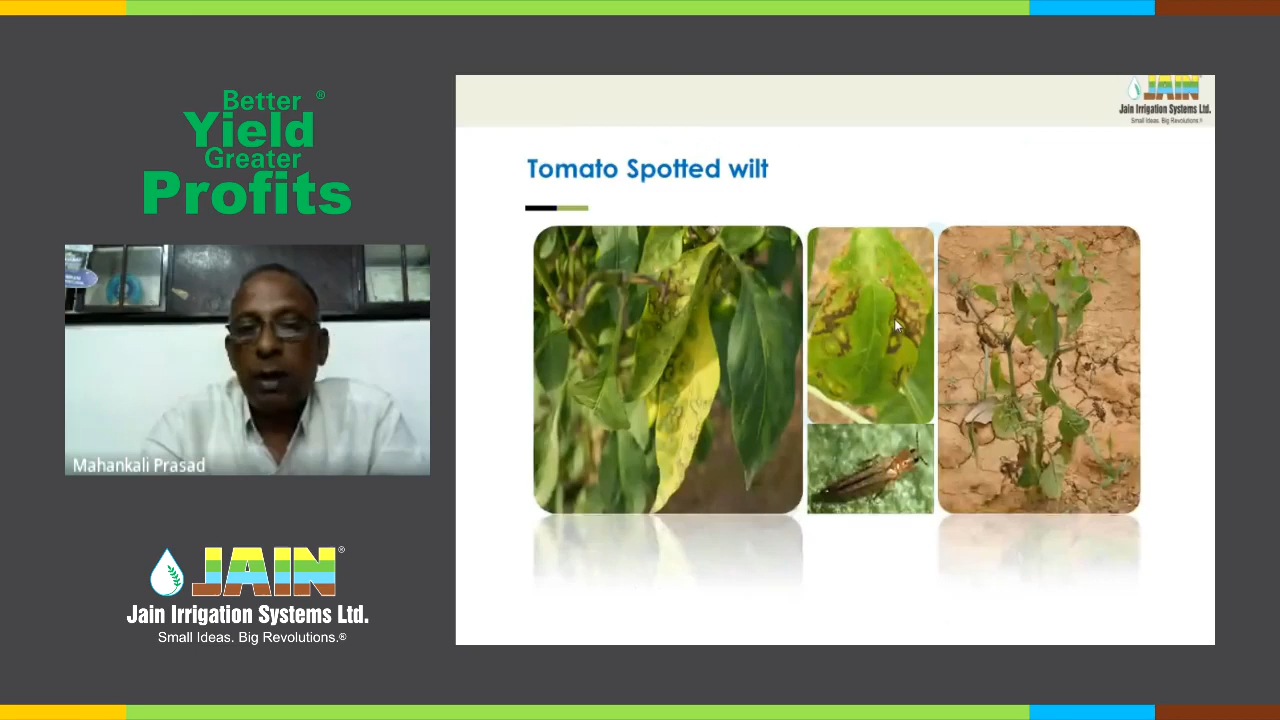 Better ®
Yield
Greater
Profits
Mahankali Prasad
JAIN®
Jain Irrigation Systems Ltd.
Small Ideas. Big Revolutions.®
JAIN
Jain Irrigation Systems Ltd.
Small Ideas. Big Revolutions.®
Tomato Spotted wilt